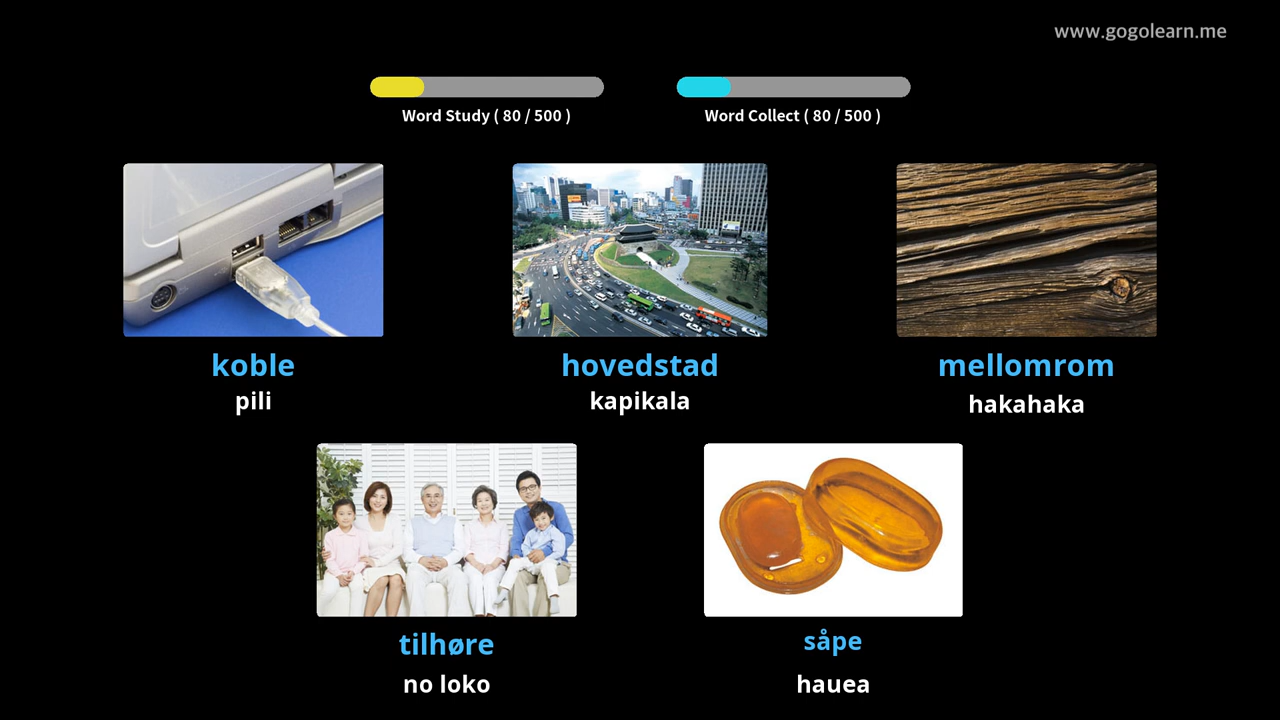 www.gogolearn.me
Word Study ( 80 / 500 )
Word Collect ( 80 / 500 )
koble
pili
hovedstad
kapikala
mellomrom
hakahaka
tilhøre
no loko
såpe
hauea